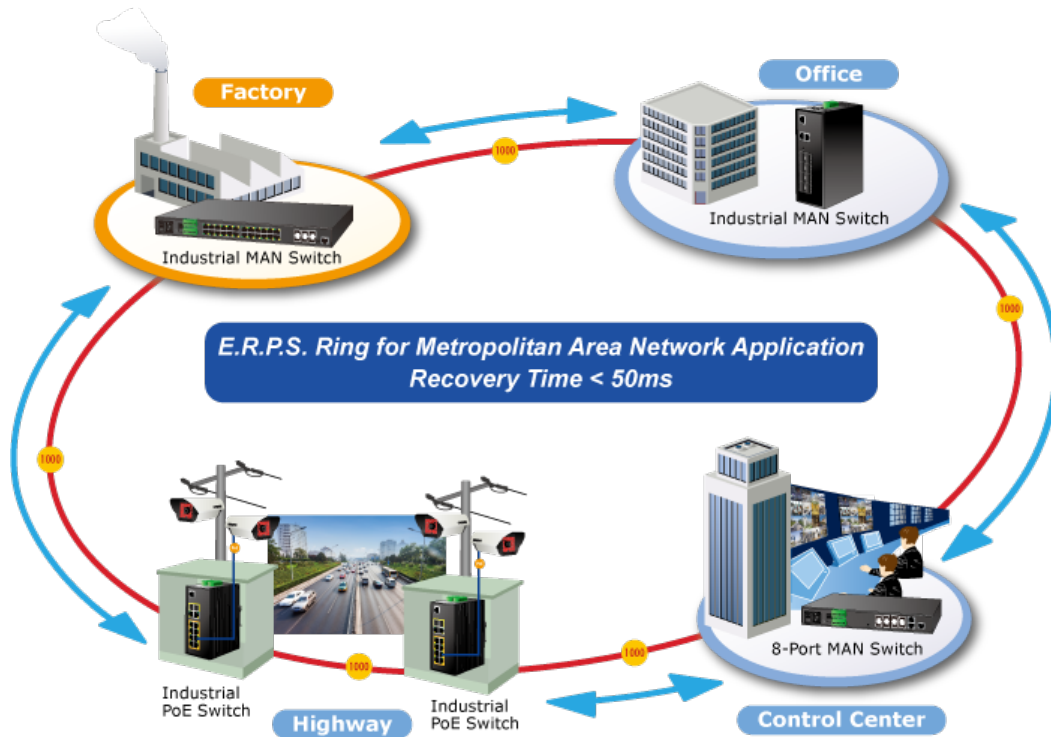 Office
Factory
1000
Industrial MAN Switch
Industrial MAN Switch
1000
E.R.P.S. Ring for Metropolitan Area Network Application
Recovery Time < 50ms
1000
8-Port MAN Switch
1000
1000
Industrial
PoE Switch
Industrial
PoE Switch
Highway
Control Center